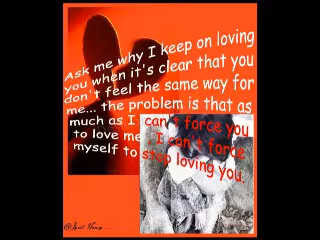 Ask me why I keep on loving
you when it's clear that you
don't feel the same way for
me... the problem is that as
much as I can't force you
to love me, I can't force
myself to stop loving you.